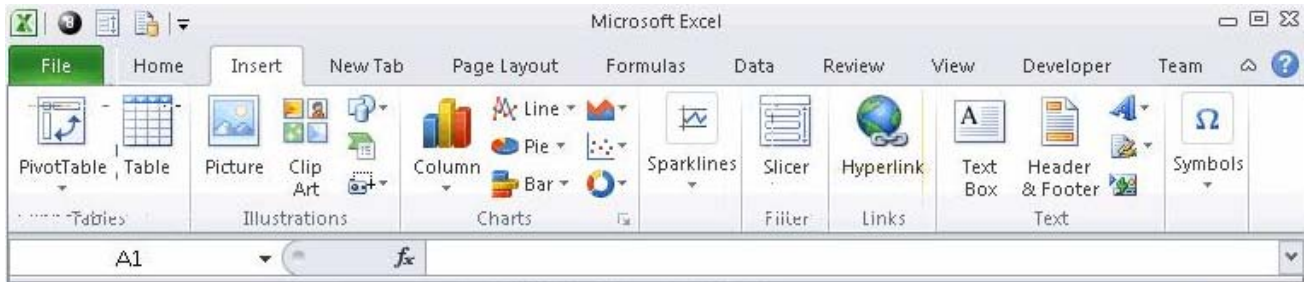 Microsoft Excel
File Home Insert New Tab Page Layout Formulas Data Review View Developer Team
Line
Pie
Bar
PivotTable Table Picture Clip Art Column Sparklines Slicer Hyperlink Text Box Header & Footer Symbols
Tables Illustrations Charts Filter Links Text
A1 fx